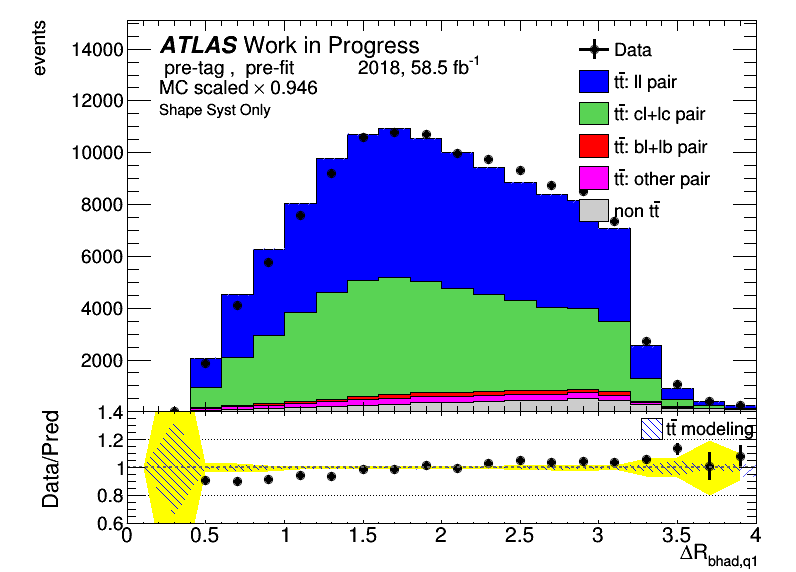 ATLAS Work in Progress
pre-tag , pre-fit 2018, 58.5 fb⁻¹
MC scaled × 0.946
Shape Syst Only
Data
tt̄: ll pair
tt̄: cl+lc pair
tt̄: bl+lb pair
tt̄: other pair
non tt̄
events
14000
12000
10000
8000
6000
4000
2000
Data/Pred
1.4
1.2
1
0.8
0.6
tt̄ modeling
0 0.5 1 1.5 2 2.5 3 3.5 4
ΔR_bhad,q1